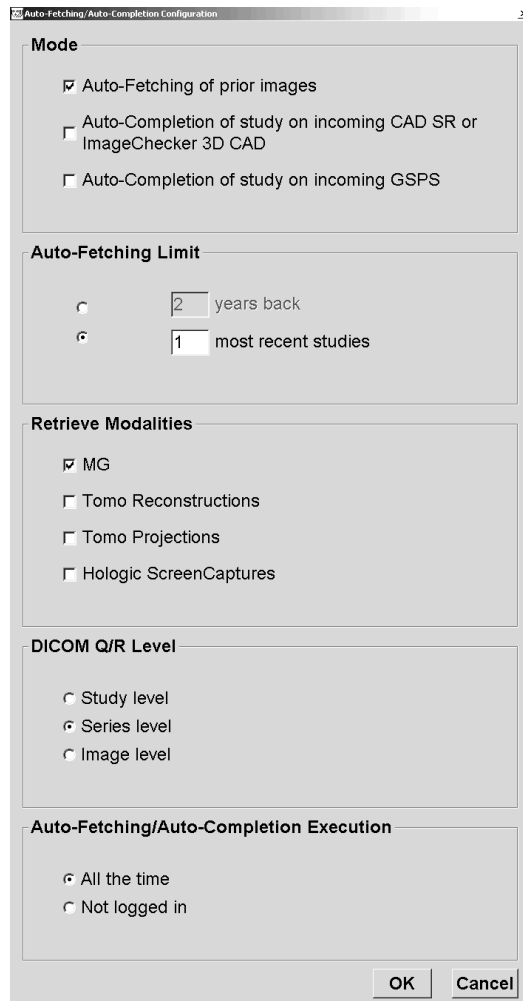 Auto-Fetching/Auto-Completion Configuration
Mode
Auto-Fetching of prior images
Auto-Completion of study on incoming CAD SR or
ImageChecker 3D CAD
Auto-Completion of study on incoming GSPS
Auto-Fetching Limit
2 years back
1 most recent studies
Retrieve Modalities
MG
Tomo Reconstructions
Tomo Projections
Hologic ScreenCaptures
DICOM Q/R Level
Study level
Series level
Image level
Auto-Fetching/Auto-Completion Execution
All the time
Not logged in
OK Cancel